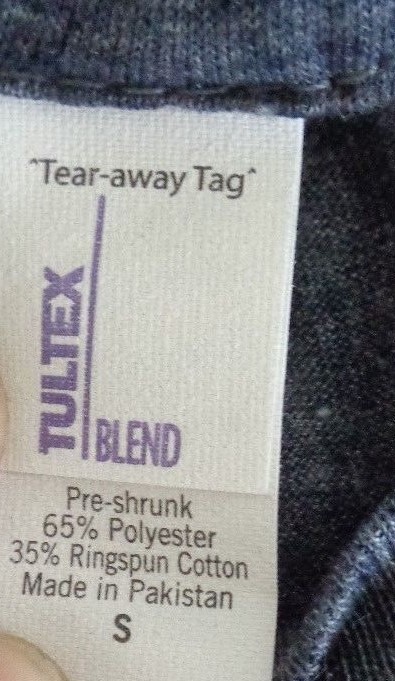 ^Tear-away Tag^
TULTEX
BLEND
Pre-shrunk
65% Polyester
35% Ringspun Cotton
Made in Pakistan
S